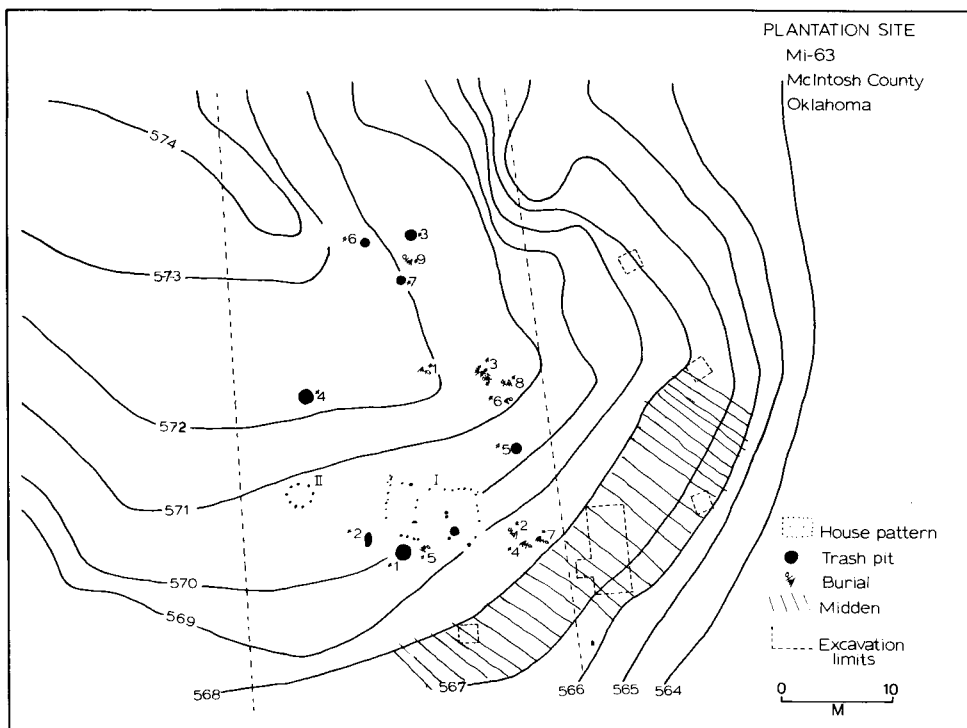 PLANTATION SITE
Mi-63
McIntosh County
Oklahoma
574
573
572
571
570
569
568
567
566
565
564
*6
*3
9
*7
*1
*3
*8
*6
*4
*5
II
I
*2
*1
*5
*2
*4
*7
House pattern
Trash pit
Burial
Midden
Excavation
limits
0 10
M